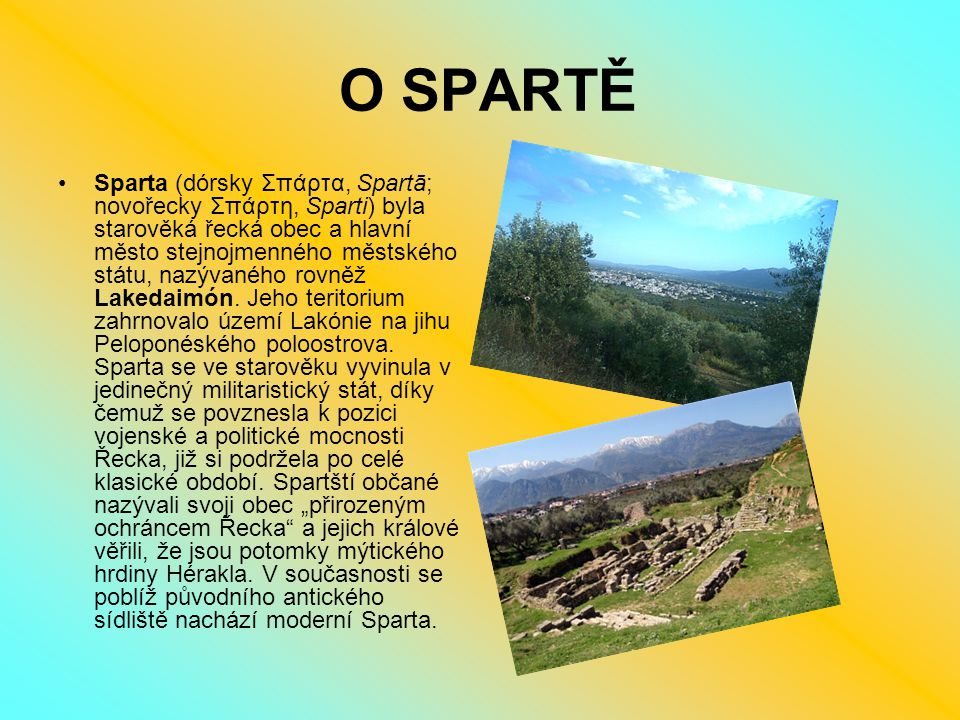 O SPARTĚ
• Sparta (dórsky Σπάρτα, Spartā;
novořecky Σπάρτη, Sparti) byla
starověká řecká obec a hlavní
město stejnojmenného městského
státu, nazývaného rovněž
Lakedaimón. Jeho teritorium
zahrnovalo území Lakónie na jihu
Peloponéského poloostrova.
Sparta se ve starověku vyvinula v
jedinečný militaristický stát, díky
čemuž se povznesla k pozici
vojenské a politické mocnosti
Řecka, již si podržela po celé
klasické období. Spartští občané
nazývali svoji obec „přirozeným
ochráncem Řecka“ a jejich králové
věřili, že jsou potomky mýtického
hrdiny Hérakla. V současnosti se
poblíž původního antického
sídliště nachází moderní Sparta.